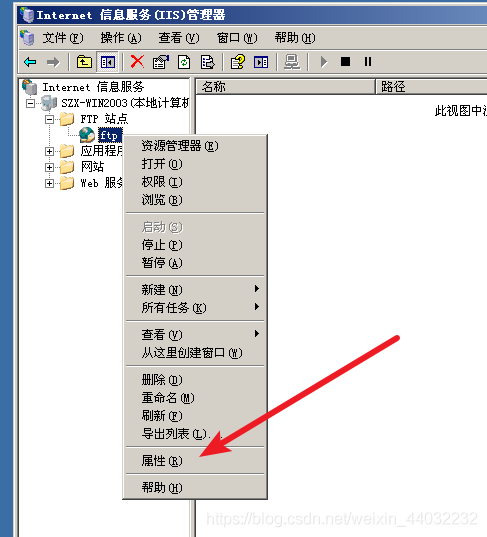 Internet 信息服务(IIS)管理器
文件(F) 操作(A) 查看(V) 窗口(W) 帮助(H)
Internet 信息服务
名称 路径
SZX-WIN2003(本地计算机
此视图中
FTP 站点
ftp
应用程序
网站
Web 服务
资源管理器(E)
打开(O)
权限(I)
浏览(B)
启动(S)
停止(P)
暂停(A)
新建(N)
所有任务(K)
查看(V)
从这里创建窗口(W)
删除(D)
重命名(M)
刷新(F)
导出列表(L)...
属性(R)
帮助(H)
https://blog.csdn.net/weixin_44032232